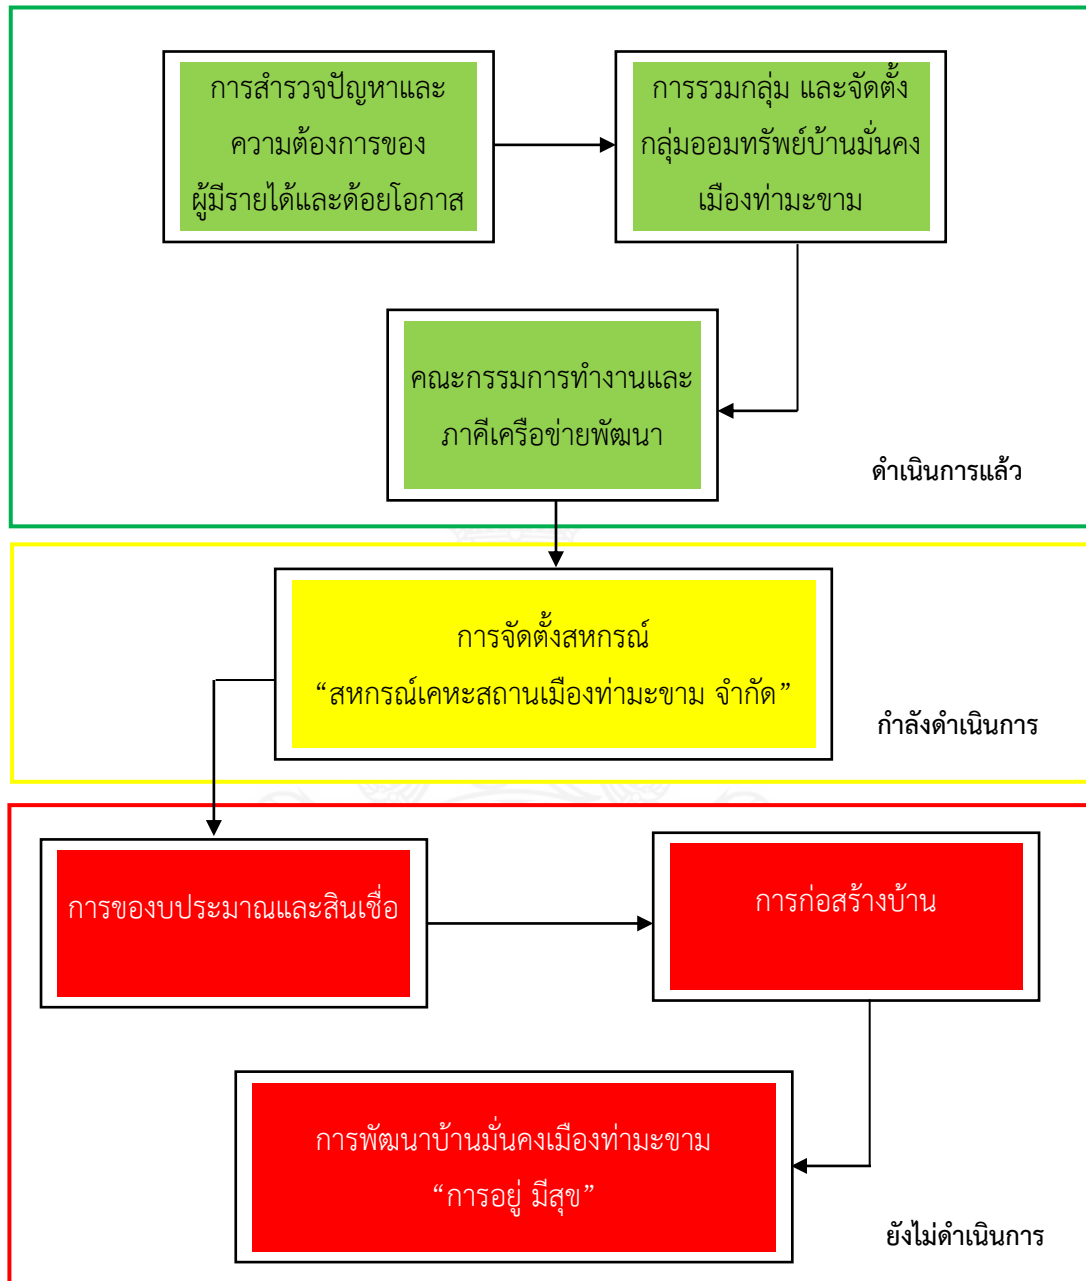 การสำรวจปัญหาและ
ความต้องการของ
ผู้มีรายได้และด้อยโอกาส
การรวมกลุ่ม และจัดตั้ง
กลุ่มออมทรัพย์บ้านมั่นคง
เมืองท่ามะขาม
คณะกรรมการทำงานและ
ภาคีเครือข่ายพัฒนา
ดำเนินการแล้ว
การจัดตั้งสหกรณ์
“สหกรณ์เคหะสถานเมืองท่ามะขาม จำกัด”
กำลังดำเนินการ
การของบประมาณและสินเชื่อ
การก่อสร้างบ้าน
การพัฒนาบ้านมั่นคงเมืองท่ามะขาม
“การอยู่ มีสุข”
ยังไม่ดำเนินการ